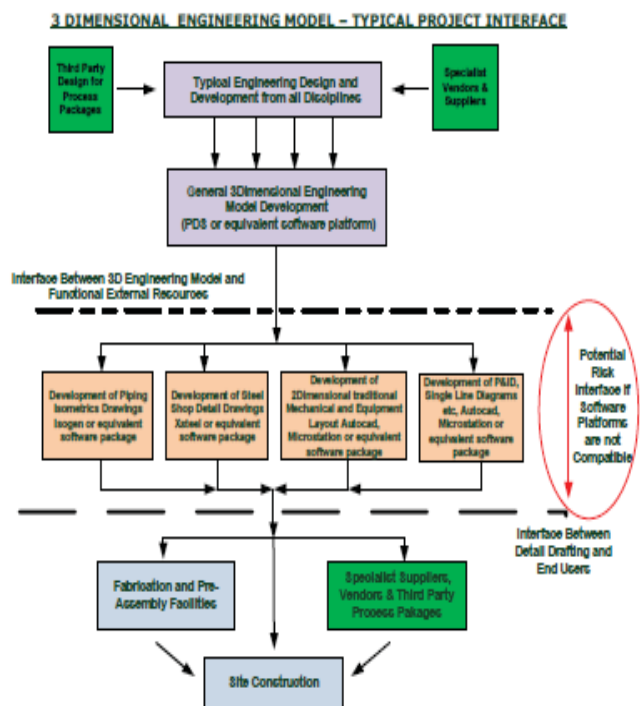 3 DIMENSIONAL ENGINEERING MODEL – TYPICAL PROJECT INTERFACE
Third Party
Design for
Process
Packages
Typical Engineering Design and
Development from all Disciplines
Specialist
Vendors &
Suppliers
General 3Dimensional Engineering
Model Development
(PDS or equivalent software platform)
Interface Between 3D Engineering Model and
Functional External Resources
Development of Piping
Isometrics Drawings
Isogen or equivalent
software package
Development of Steel
Shop Detail Drawings
Xsteel or equivalent
software package
Development of
2Dimensional traditional
Mechanical and Equipment
Layout Autocad,
Microstation or equivalent
software package
Development of P&ID,
Single Line Diagrams
etc, Autocad,
Microstation or
equivalent software
package
Potential
Risk
Interface if
Software
Platforms
are not
Compatible
Interface Between
Detail Drafting and
End Users
Fabrication and Pre-
Assembly Facilities
Specialist Suppliers,
Vendors & Third Party
Process Pakages
Site Construction